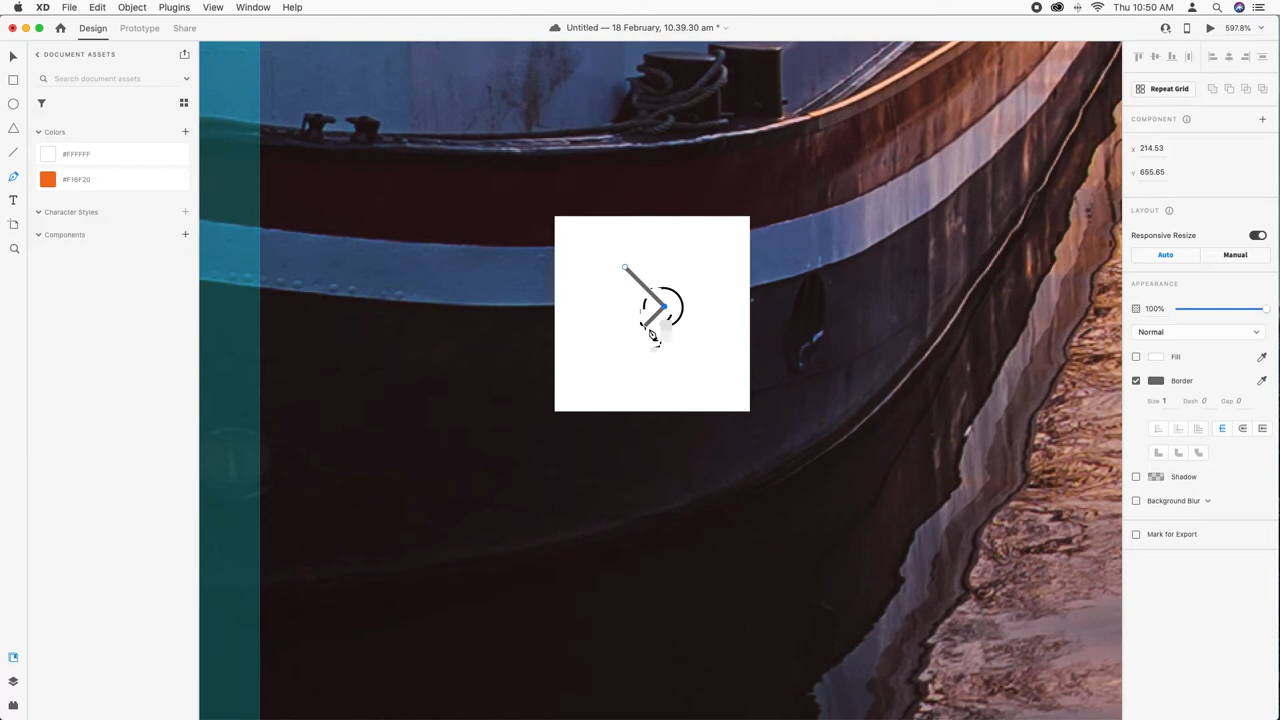 XD File Edit Object Plugins View Window Help
Thu 10:50 AM
Design Prototype Share
Untitled — 18 February, 10.39.30 am *
597.8%
DOCUMENT ASSETS
Search document assets
Colors
#FFFFFF
#F16F20
Character Styles
Components
Repeat Grid
COMPONENT
X 214.53
Y 655.65
LAYOUT
Responsive Resize
Auto Manual
APPEARANCE
100%
Normal
Fill
Border
Size 1 Dash 0 Gap 0
Shadow
Background Blur
Mark for Export